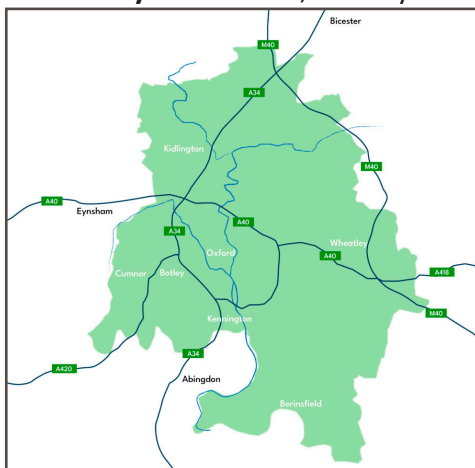 Bicester
M40
A34
Kidlington
M40
A40
Eynsham
A40
A34
Oxford
Wheatley
A40
A418
Cumnor
Botley
M40
Kennington
A34
A420
Abingdon
Berinsfield